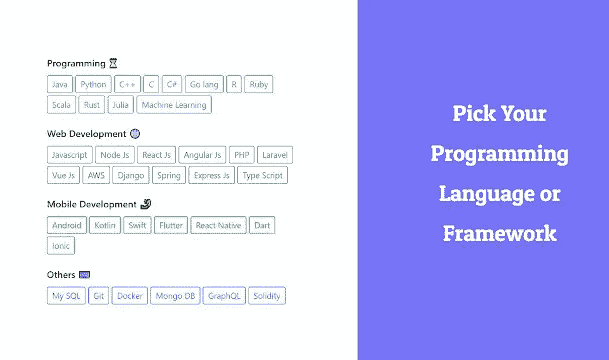 Programming
Java Python C++ C C# Go lang R Ruby
Scala Rust Julia Machine Learning
Web Development
Javascript Node Js React Js Angular Js PHP Laravel
Vue Js AWS Django Spring Express Js Type Script
Mobile Development
Android Kotlin Swift Flutter React Native Dart
Ionic
Others
My SQL Git Docker Mongo DB GraphQL Solidity
Pick Your
Programming
Language or
Framework